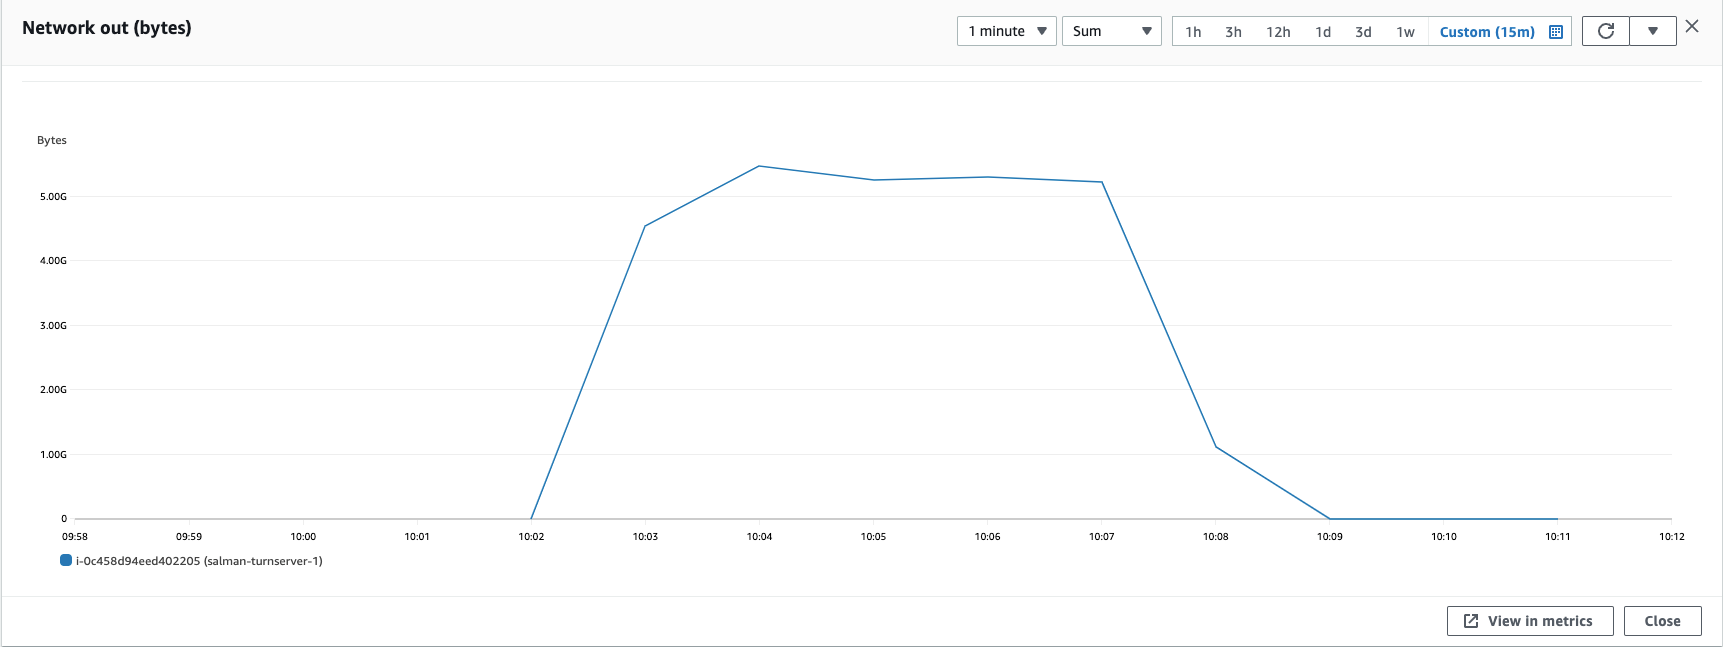 Network out (bytes)
1 minute
Sum
1h 3h 12h 1d 3d 1w Custom (15m)
Bytes
5.00G
4.00G
3.00G
2.00G
1.00G
0
09:58 09:59 10:00 10:01 10:02 10:03 10:04 10:05 10:06 10:07 10:08 10:09 10:10 10:11 10:12
i-0c458d94eed402205 (salman-turnserver-1)
View in metrics
Close